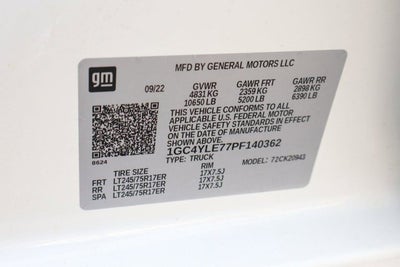 gm
MFD BY GENERAL MOTORS LLC
09/22 GVWR GAWR FRT GAWR RR
4831 KG 2359 KG 2898 KG
10650 LB 5200 LB 6390 LB
THIS VEHICLE CONFORMS TO ALL
APPLICABLE U.S. FEDERAL MOTOR
VEHICLE SAFETY STANDARDS IN
EFFECT ON THE DATE OF
MANUFACTURE SHOWN ABOVE.
1GC4YLE77PF140362
8624 TYPE: TRUCK MODEL: 72CK20943
TIRE SIZE RIM
FRT LT245/75R17ER 17X7.5J
RR LT245/75R17ER 17X7.5J
SPA LT245/75R17ER 17X7.5J